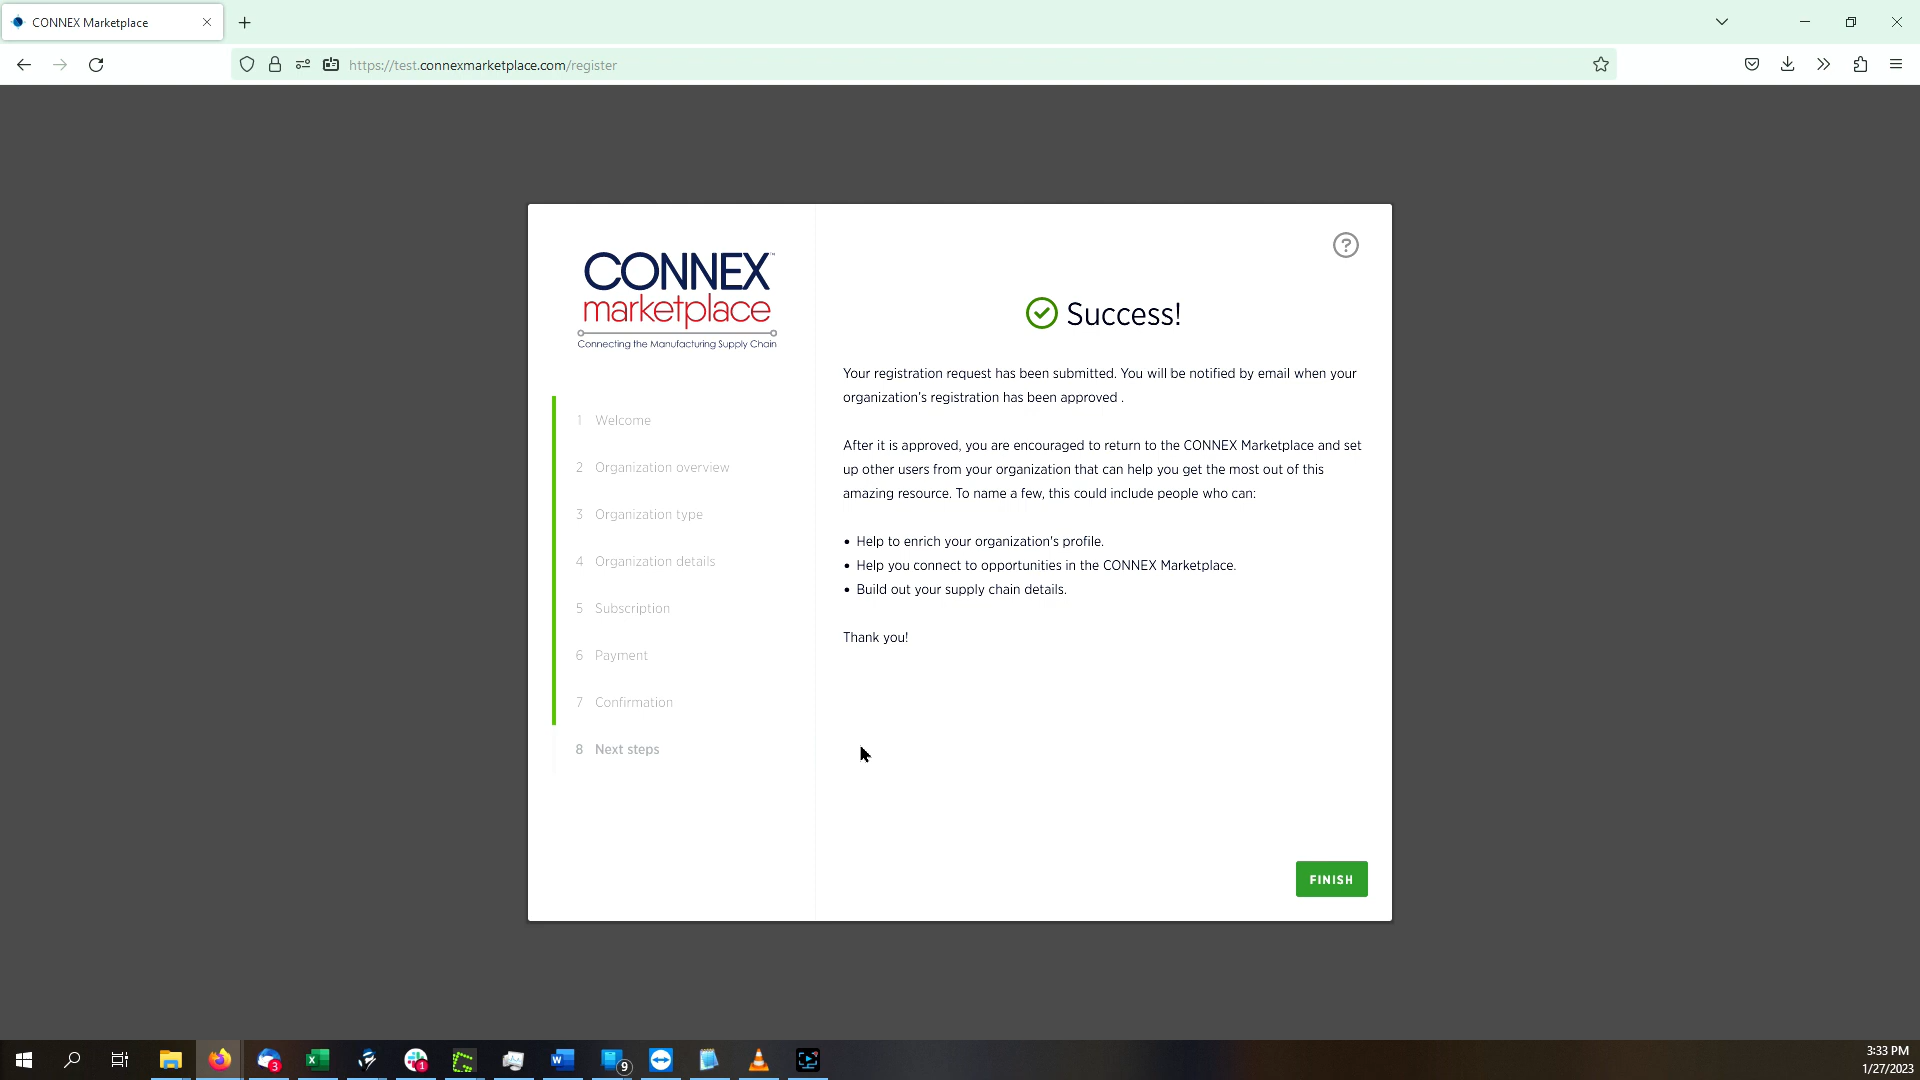 CONNEX Marketplace
https://test.connexmarketplace.com/register
CONNEX™
marketplace
Connecting the Manufacturing Supply Chain
1 Welcome
2 Organization overview
3 Organization type
4 Organization details
5 Subscription
6 Payment
7 Confirmation
8 Next steps
?
Success!
Your registration request has been submitted. You will be notified by email when your
organization's registration has been approved .
After it is approved, you are encouraged to return to the CONNEX Marketplace and set
up other users from your organization that can help you get the most out of this
amazing resource. To name a few, this could include people who can:
• Help to enrich your organization's profile.
• Help you connect to opportunities in the CONNEX Marketplace.
• Build out your supply chain details.
Thank you!
FINISH
3
1
9
3:33 PM
1/27/2023